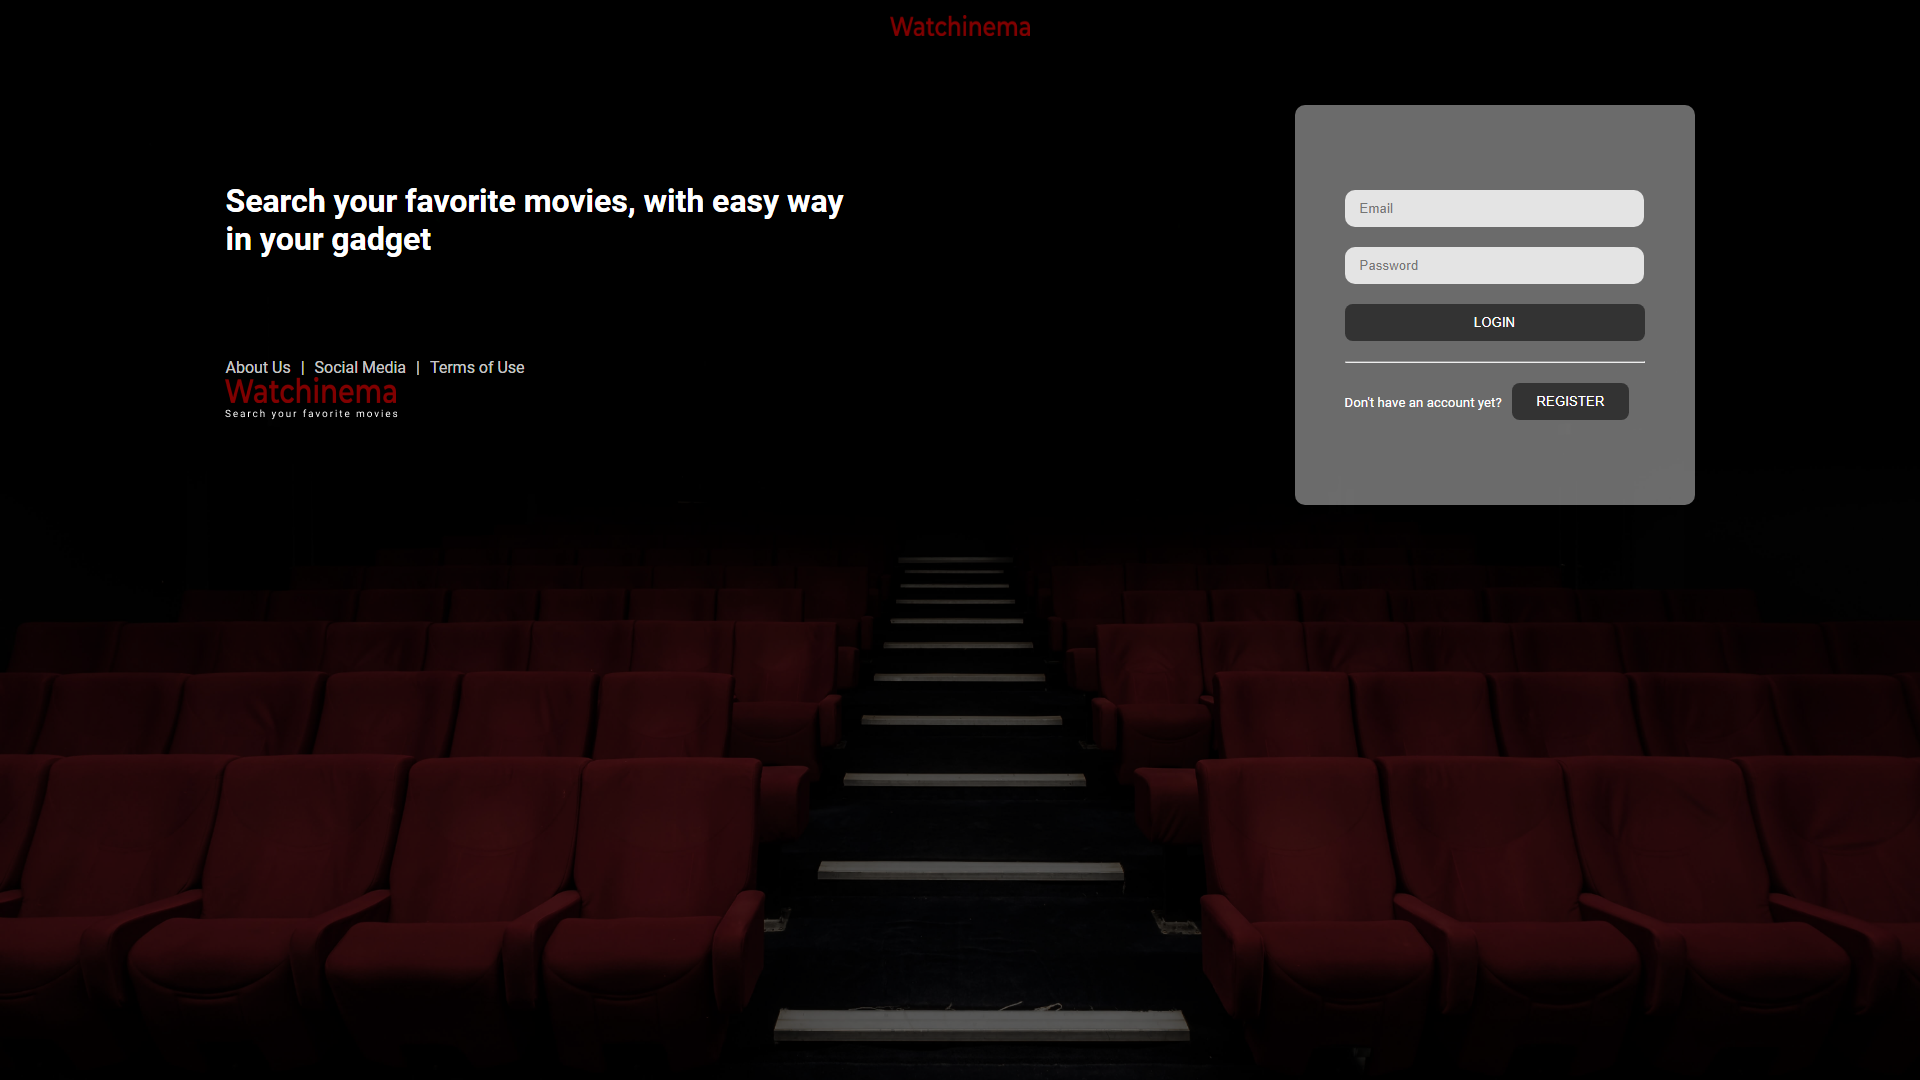 Watchinema
Search your favorite movies, with easy way
in your gadget
About Us | Social Media | Terms of Use
Watchinema
Search your favorite movies
Email
Password
LOGIN
Don't have an account yet? REGISTER